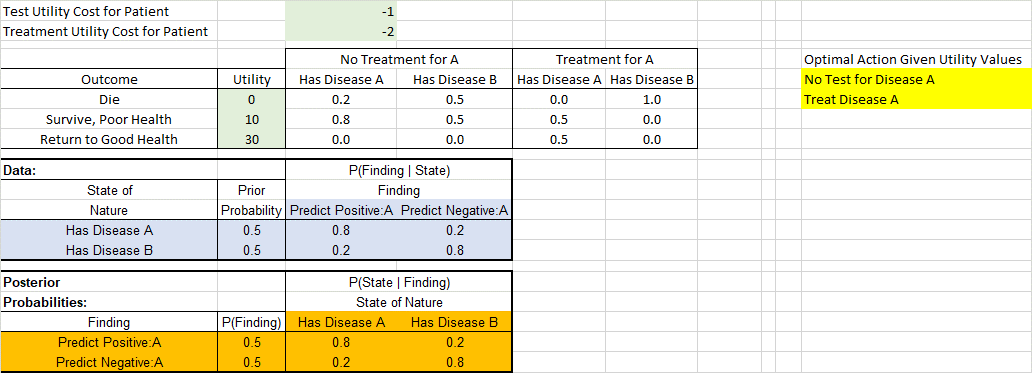 Test Utility Cost for Patient -1
Treatment Utility Cost for Patient -2
No Treatment for A Treatment for A Optimal Action Given Utility Values
Outcome Utility Has Disease A Has Disease B Has Disease A Has Disease B No Test for Disease A
Die 0 0.2 0.5 0.0 1.0 Treat Disease A
Survive, Poor Health 10 0.8 0.5 0.5 0.0
Return to Good Health 30 0.0 0.0 0.5 0.0
Data: P(Finding | State)
State of Prior Finding
Nature Probability Predict Positive:A Predict Negative:A
Has Disease A 0.5 0.8 0.2
Has Disease B 0.5 0.2 0.8
Posterior P(State | Finding)
Probabilities: State of Nature
Finding P(Finding) Has Disease A Has Disease B
Predict Positive:A 0.5 0.8 0.2
Predict Negative:A 0.5 0.2 0.8